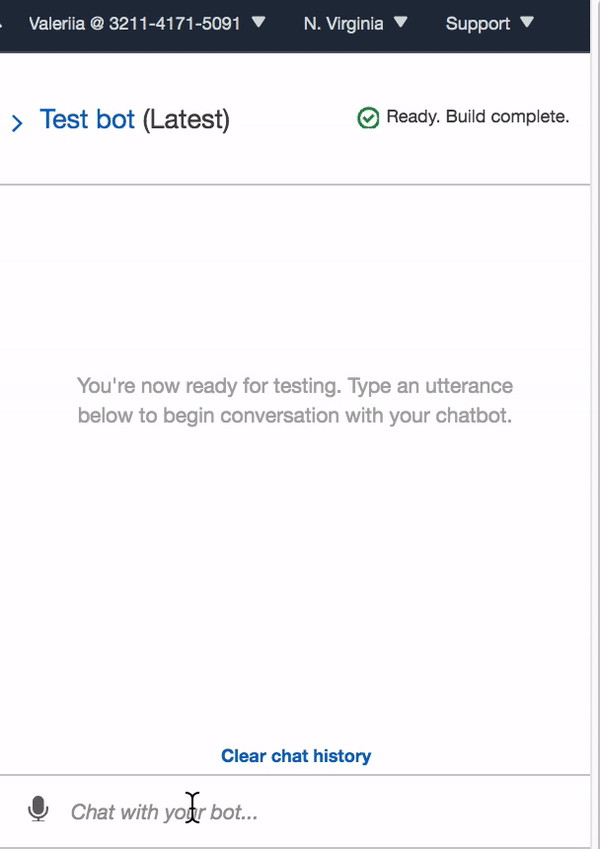 Valeriia @ 3211-4171-5091 N. Virginia Support
Test bot (Latest) Ready. Build complete.
You're now ready for testing. Type an utterance
below to begin conversation with your chatbot.
Clear chat history
Chat with your bot...